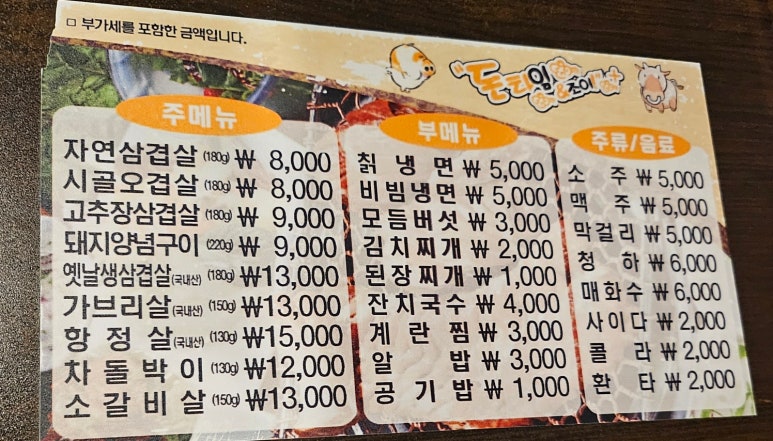 □ 부가세를 포함한 금액입니다.
"돈타임&조이"
주메뉴
자연삼겹살 (180g) ₩ 8,000
시골오겹살 (180g) ₩ 8,000
고추장삼겹살 (180g) ₩ 9,000
돼지양념구이 (220g) ₩ 9,000
옛날생삼겹살(국내산) (180g) ₩13,000
가브리살(국내산) (150g) ₩13,000
항정살(국내산) (130g) ₩15,000
차돌박이 (130g) ₩12,000
소갈비살 (150g) ₩13,000
부메뉴
칡냉면 ₩ 5,000
비빔냉면 ₩ 5,000
모듬버섯 ₩ 3,000
김치찌개 ₩ 2,000
된장찌개 ₩ 1,000
잔치국수 ₩ 4,000
계란찜 ₩ 3,000
알밥 ₩ 3,000
공기밥 ₩ 1,000
주류/음료
소주 ₩ 5,000
맥주 ₩ 5,000
막걸리 ₩ 5,000
청하 ₩ 6,000
매화수 ₩ 6,000
사이다 ₩ 2,000
콜라 ₩ 2,000
환타 ₩ 2,000